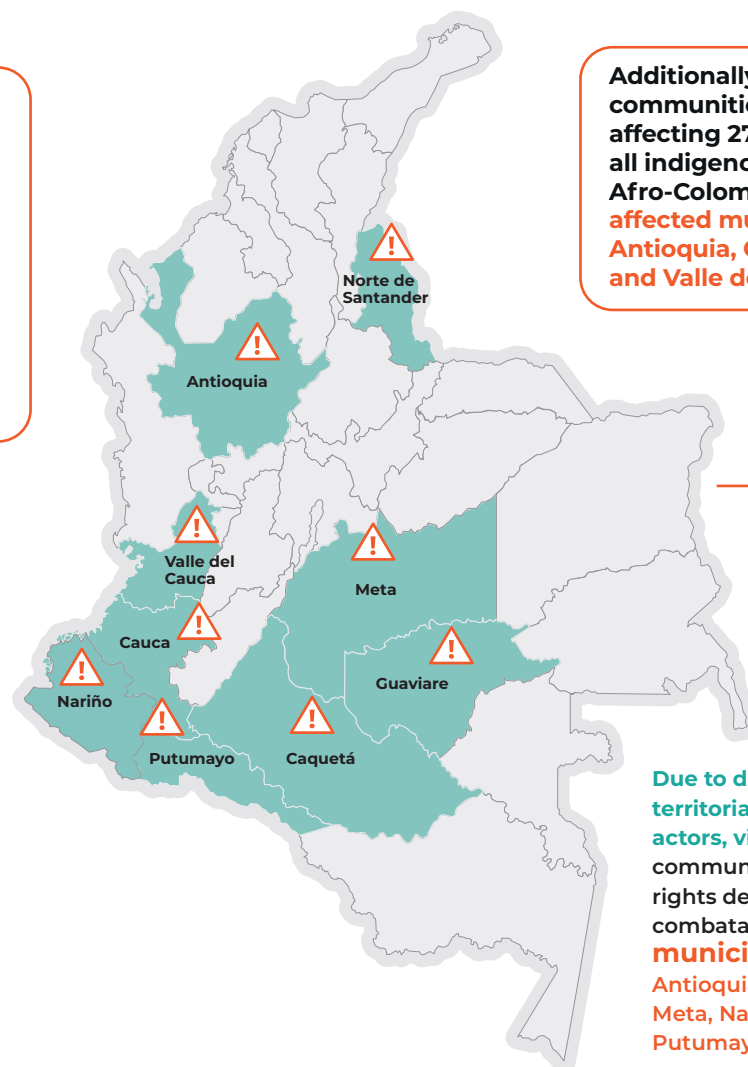 Additionally
communiti
affecting 27
all indigeno
Afro-Colom
affected mu
Antioquia,
and Valle de
Norte de
Santander
!
Antioquia
!
Valle del
Cauca
!
Meta
!
Cauca
!
Guaviare
!
Nariño
!
Putumayo
!
Caquetá
!
Due to d
territoria
actors, vi
commun
rights de
combata
munici
Antioqui
Meta, Na
Putumay